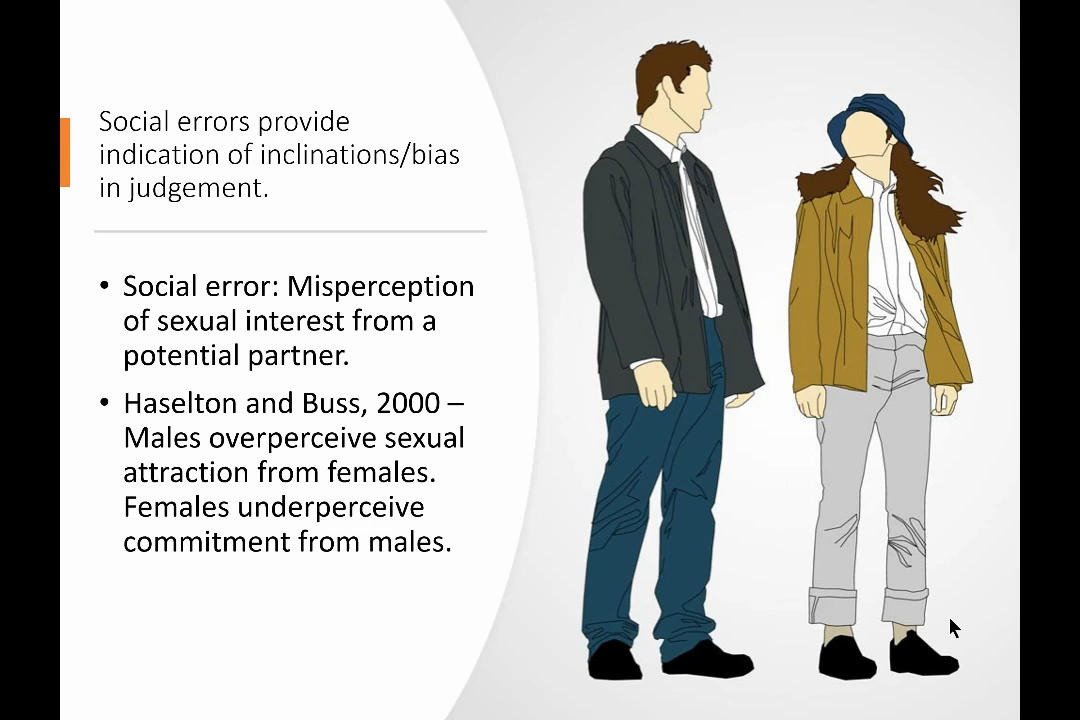 Social errors provide
indication of inclinations/bias
in judgement.
• Social error: Misperception
of sexual interest from a
potential partner.
• Haselton and Buss, 2000 –
Males overperceive sexual
attraction from females.
Females underperceive
commitment from males.